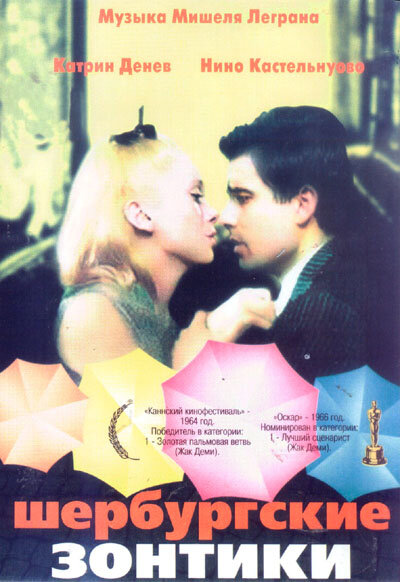 Музыка Мишеля Леграна
Катрин Денев Нино Кастельнуово
«Каннский кинофестиваль» -
1964 год.
Победитель в категории:
1 - Золотая пальмовая ветвь
(Жак Деми).
«Оскар» - 1966 год.
Номинирован в категории:
1, - Лучший сценарист
(Жак Деми).
шербургские
ЗОНТИКИ